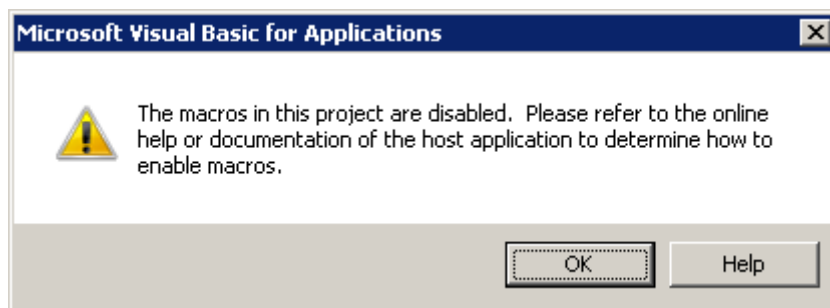 Microsoft Visual Basic for Applications
The macros in this project are disabled.  Please refer to the online
help or documentation of the host application to determine how to
enable macros.
OK
Help